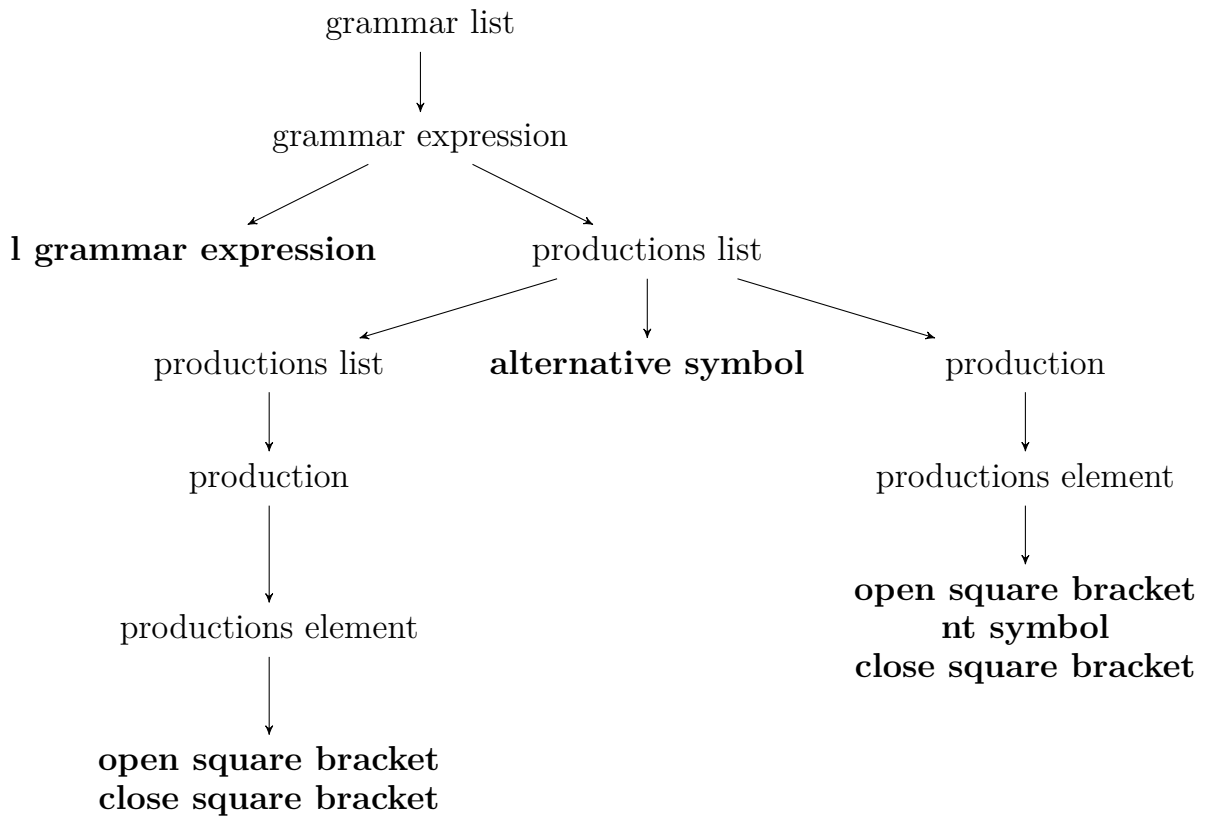 grammar list
grammar expression
l grammar expression
productions list
productions list
alternative symbol
production
production
productions element
open square bracket
nt symbol
close square bracket
productions element
open square bracket
close square bracket